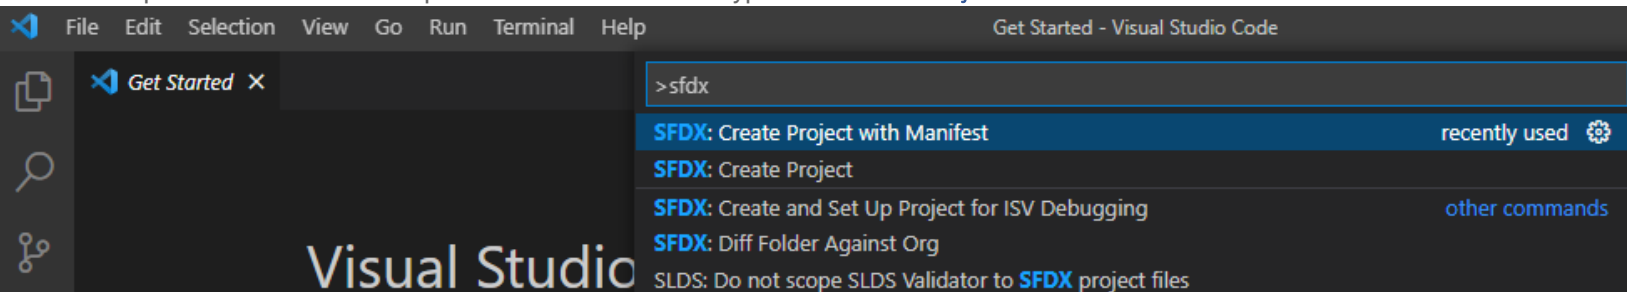 File Edit Selection View Go Run Terminal Help Get Started - Visual Studio Code
Get Started
>sfdx
SFDX: Create Project with Manifest recently used
SFDX: Create Project
SFDX: Create and Set Up Project for ISV Debugging other commands
SFDX: Diff Folder Against Org
Visual Studio
SLDS: Do not scope SLDS Validator to SFDX project files